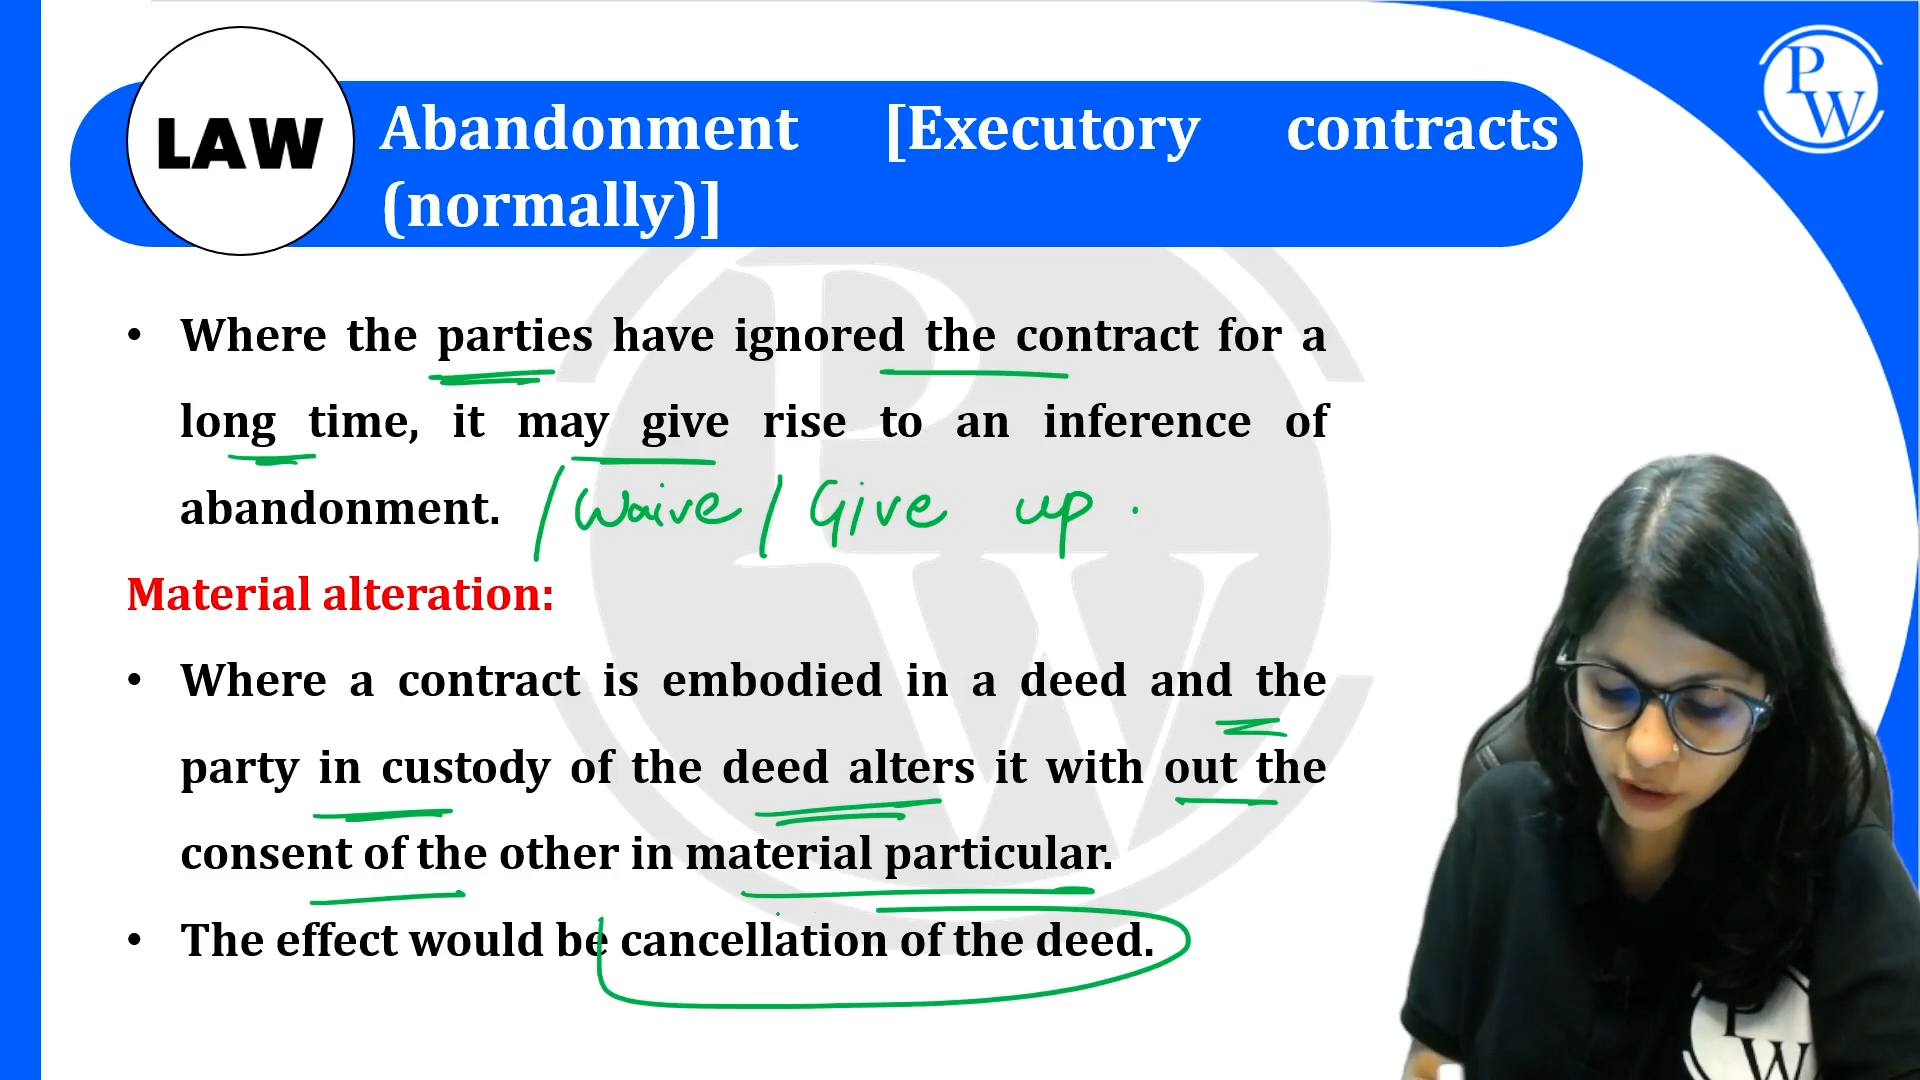 LAW
Abandonment [Executory contracts
(normally)]
PW
• Where the parties have ignored the contract for a
long time, it may give rise to an inference of
abandonment. / Waive / Give up .
Material alteration:
• Where a contract is embodied in a deed and the
party in custody of the deed alters it with out the
consent of the other in material particular.
• The effect would be cancellation of the deed.
PW